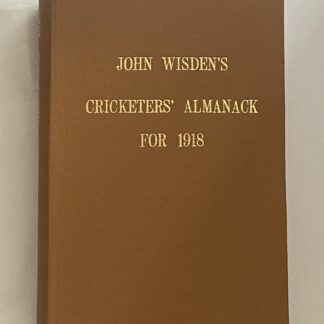 JOHN WISDEN'S
CRICKETERS' ALMANACK
FOR 1918